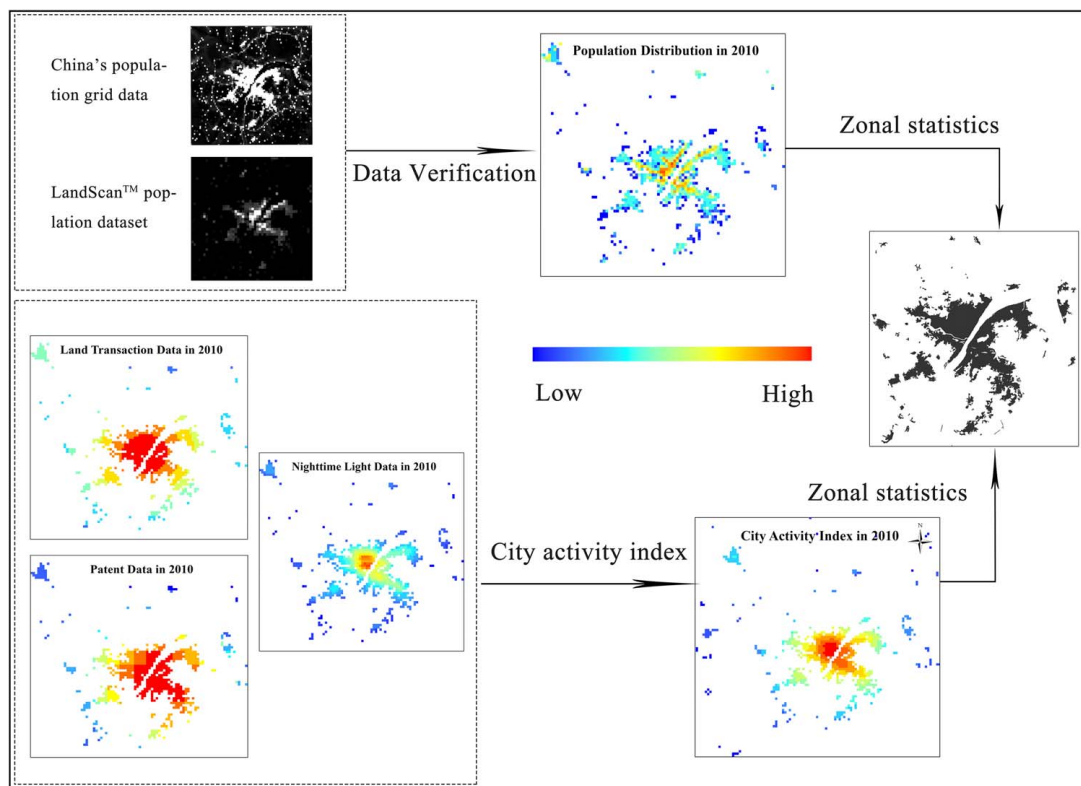 China's popula-
tion grid data
LandScan™ pop-
lation dataset
Data Verification
Population Distribution in 2010
Zonal statistics
Low
High
Land Transaction Data in 2010
Nighttime Light Data in 2010
Patent Data in 2010
City activity index
Zonal statistics
City Activity Index in 2010
N